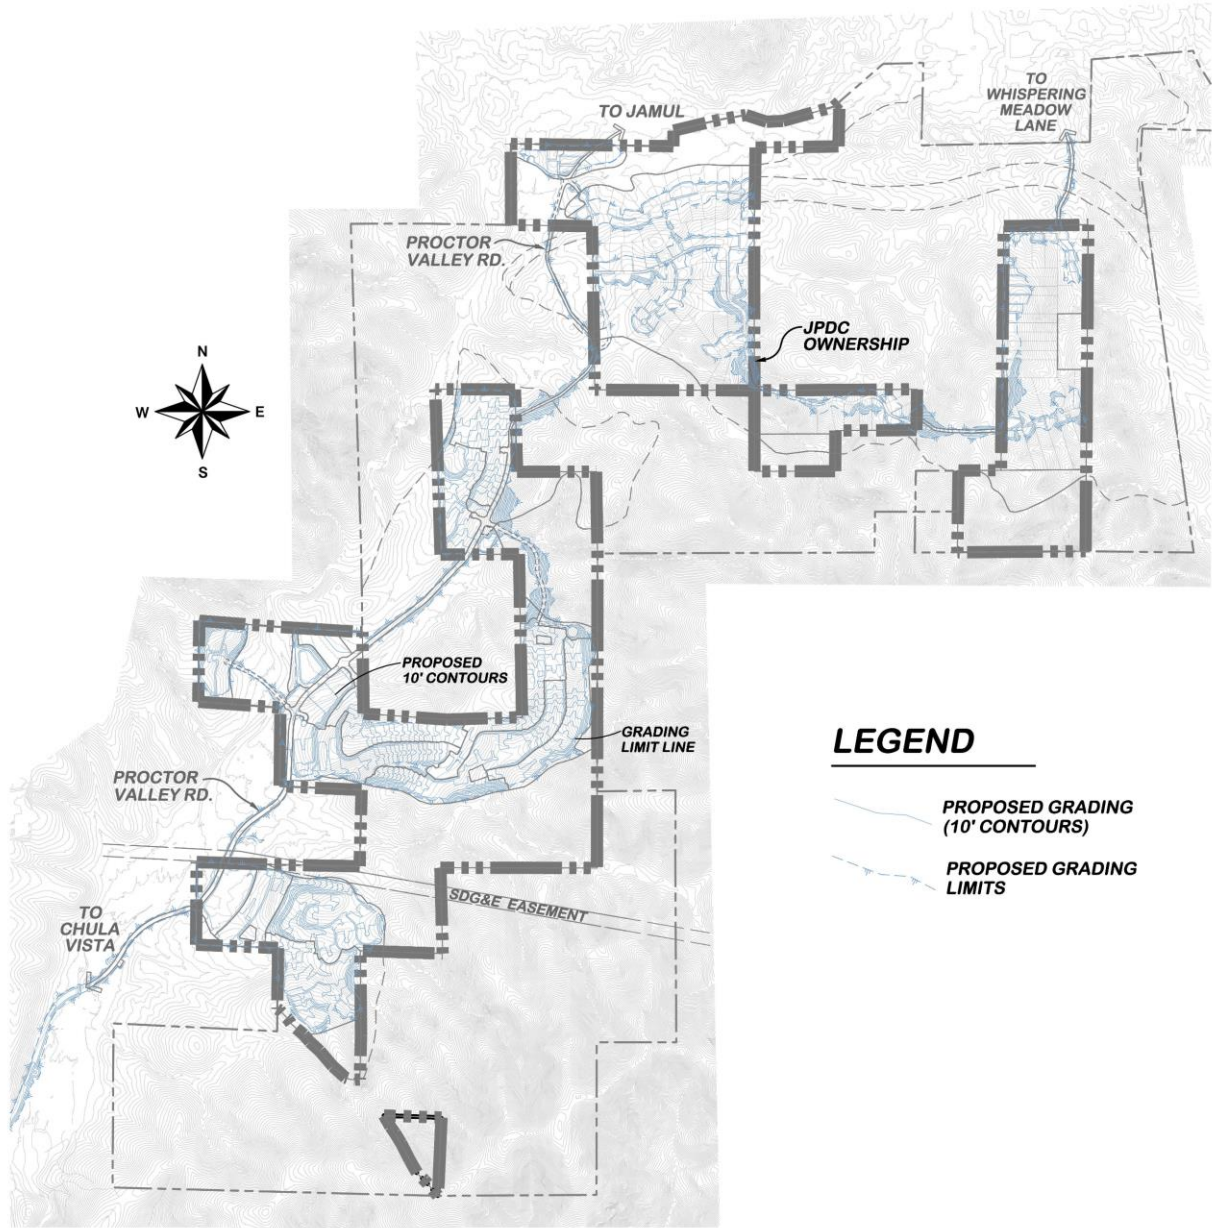 TO JAMUL
TO
WHISPERING
MEADOW
LANE
PROCTOR
VALLEY RD.
JPDC
OWNERSHIP
N
W
E
S
PROPOSED
10' CONTOURS
GRADING
LIMIT LINE
PROCTOR
VALLEY RD.
TO
CHULA
VISTA
SDG&E EASEMENT
LEGEND
PROPOSED GRADING
(10' CONTOURS)
PROPOSED GRADING
LIMITS